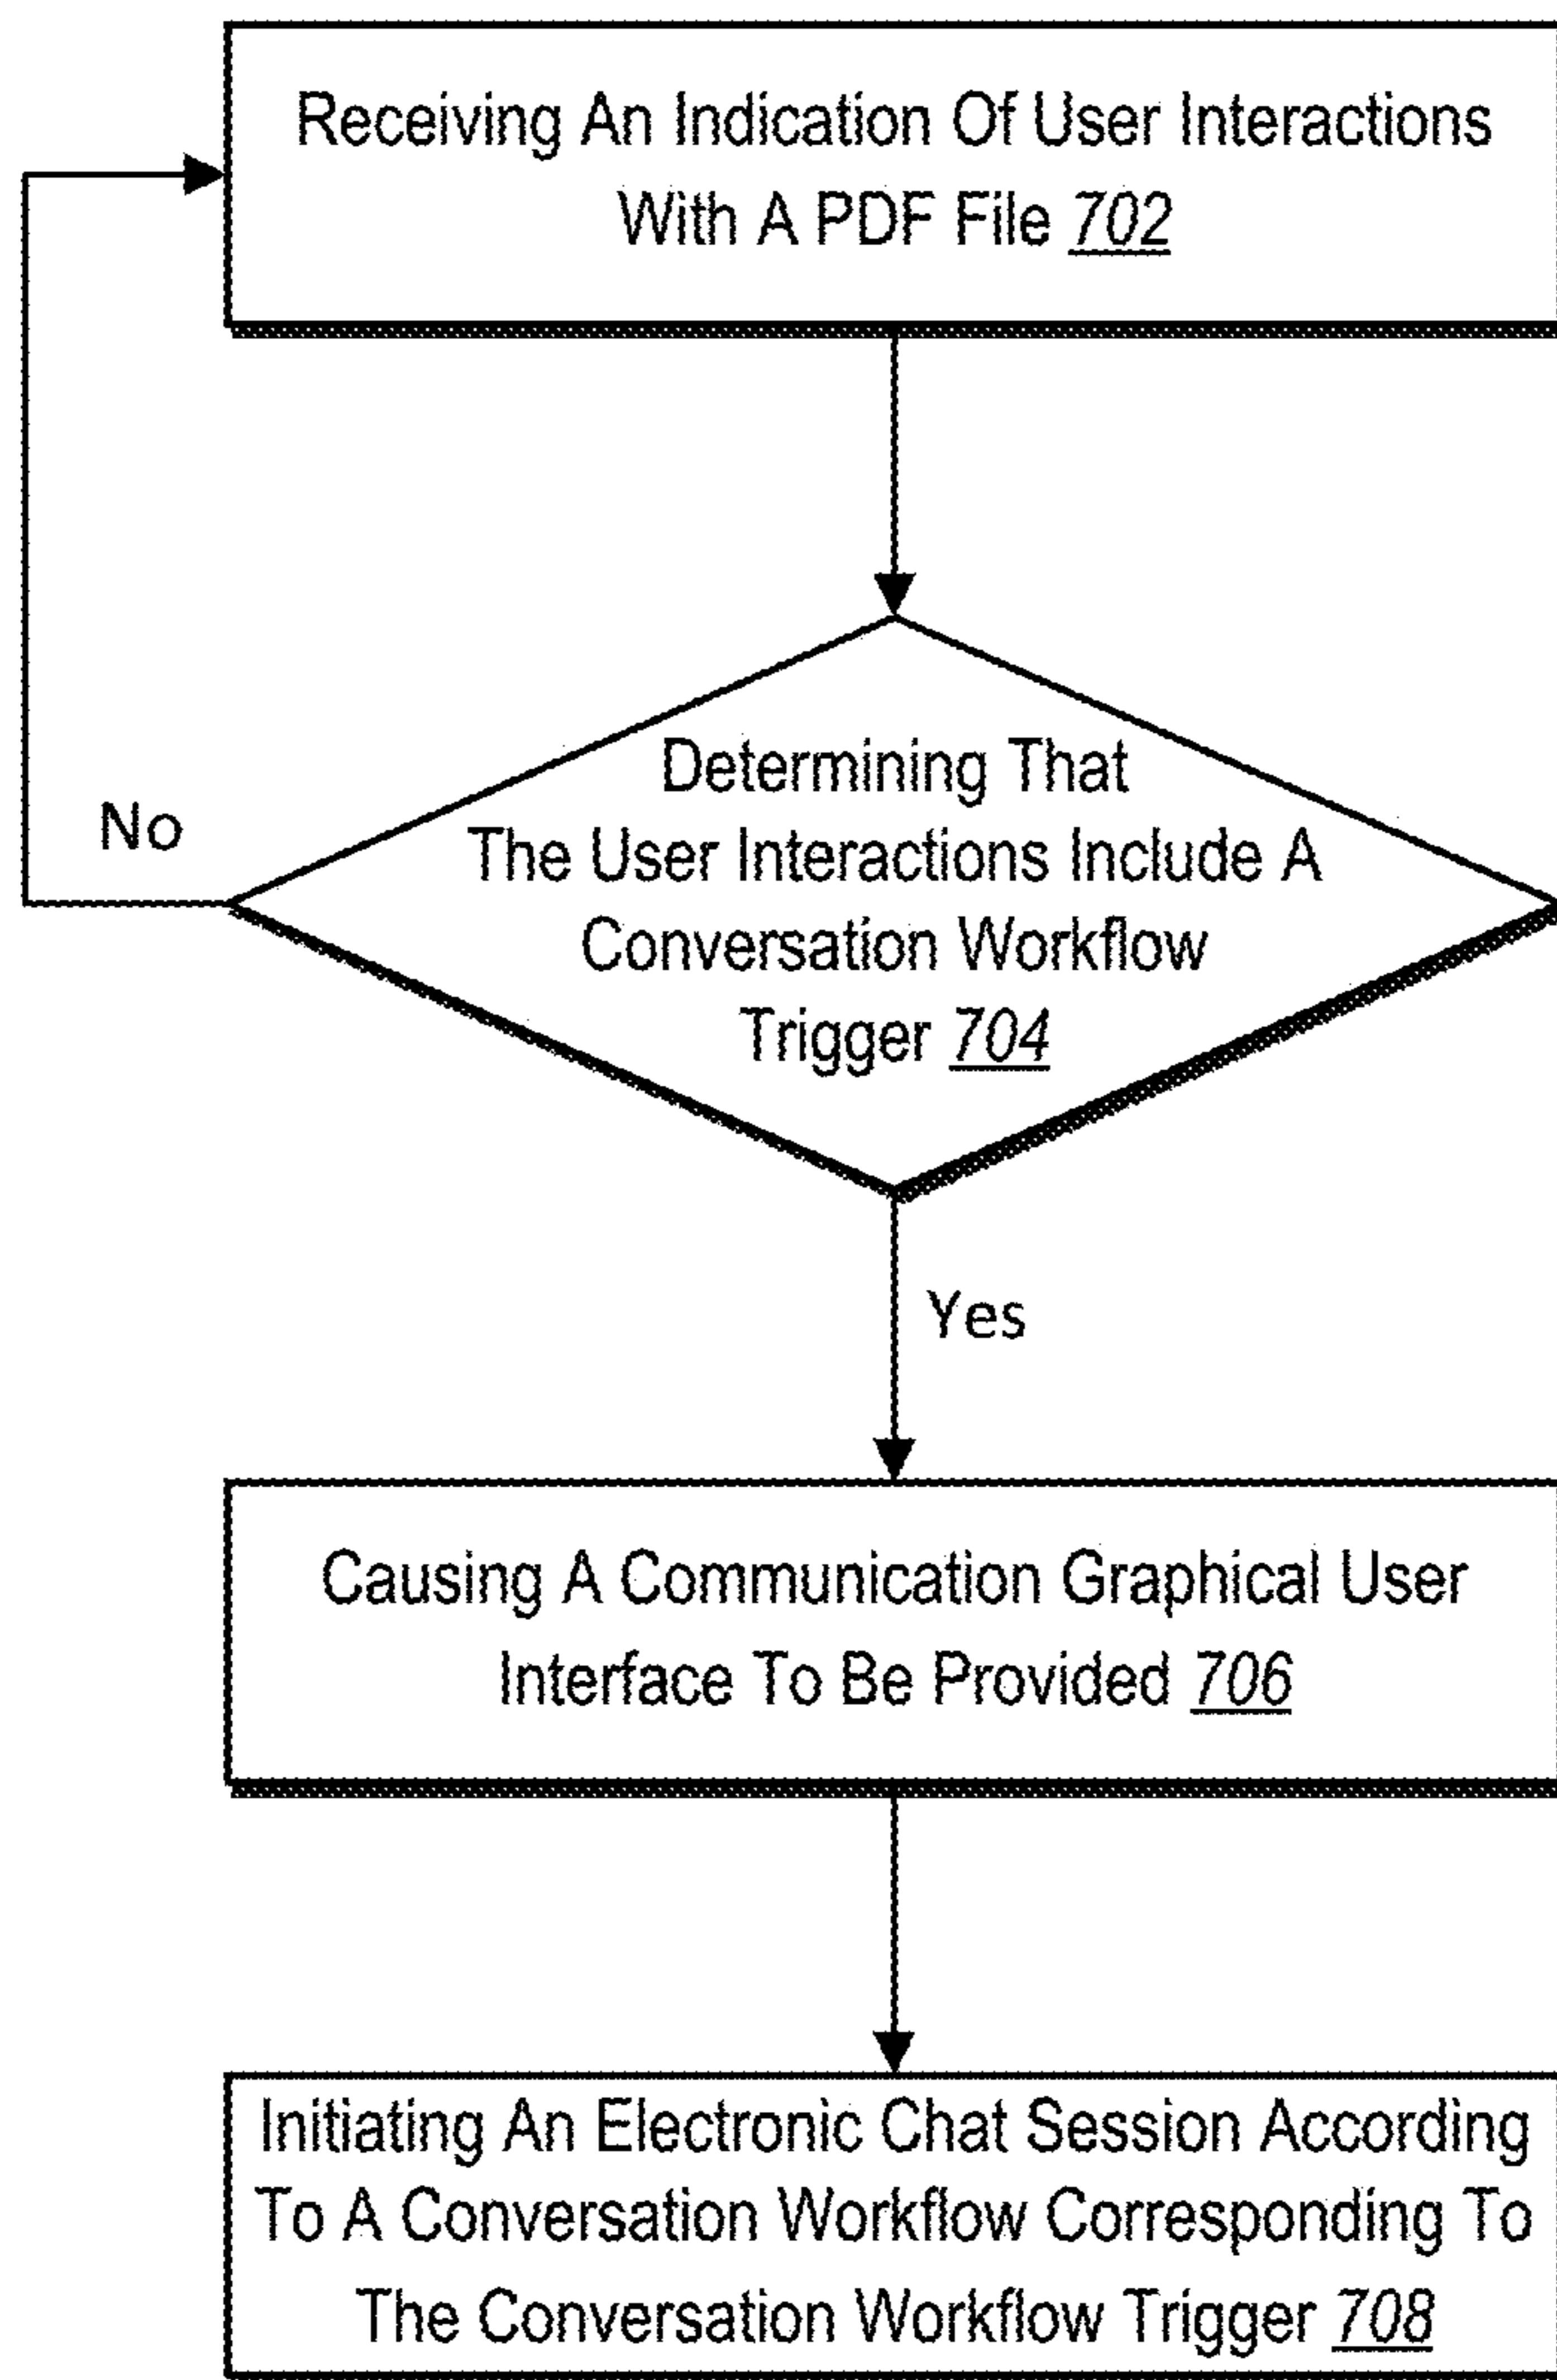 Receiving An Indication Of User Interactions
With A PDF File 702
Determining That
The User Interactions Include A
Conversation Workflow
Trigger 704
No
Yes
Causing A Communication Graphical User
Interface To Be Provided 706
Initiating An Electronic Chat Session According
To A Conversation Workflow Corresponding To
The Conversation Workflow Trigger 708